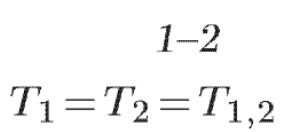 1–2
T₁ = T₂ = T₁,₂